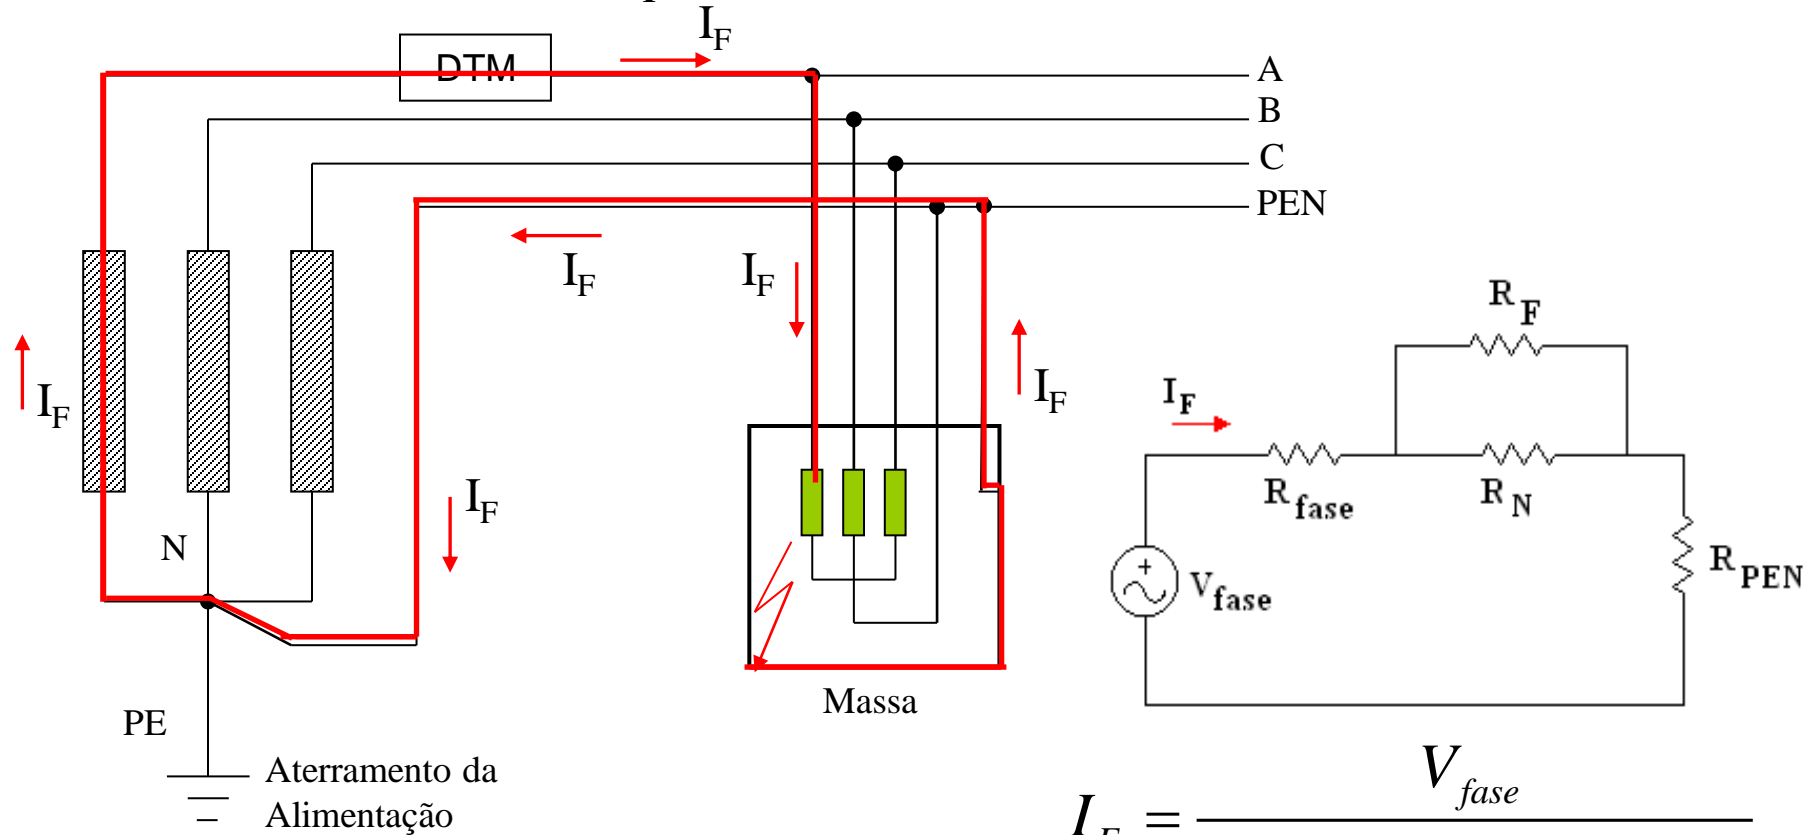 I_F
DTM
A
B
C
PEN
I_F
I_F
I_F
I_F
I_F
N
PE
Aterramento da
Alimentação
Massa
R_F
I_F
R_fase
R_N
R_PEN
V_fase
I_F = V_fase